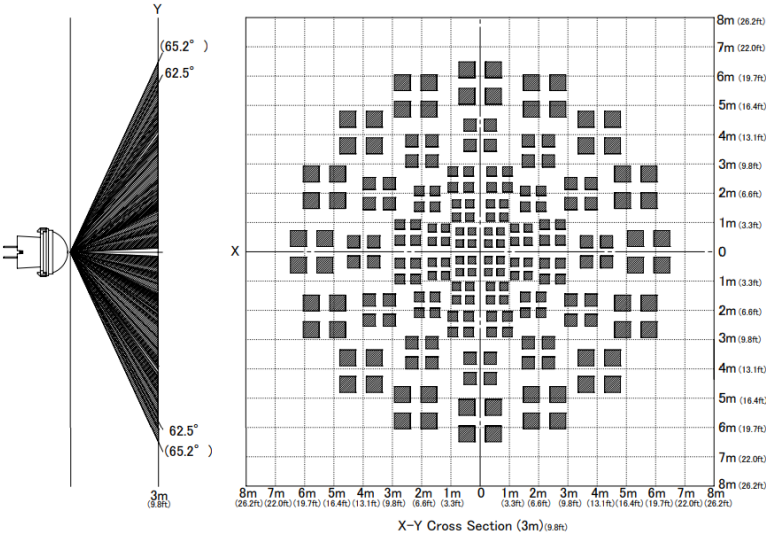 Y
(65.2° )
62.5°
X
62.5°
(65.2° )
3m
(9.8ft)
8m (26.2ft)
7m (22.0ft)
6m (19.7ft)
5m (16.4ft)
4m (13.1ft)
3m (9.8ft)
2m (6.6ft)
1m (3.3ft)
0
1m (3.3ft)
2m (6.6ft)
3m (9.8ft)
4m (13.1ft)
5m (16.4ft)
6m (19.7ft)
7m (22.0ft)
8m (26.2ft)
8m 7m 6m 5m 4m 3m 2m 1m 0 1m 2m 3m 4m 5m 6m 7m 8m
(26.2ft) (22.0ft) (19.7ft) (16.4ft) (13.1ft) (9.8ft) (6.6ft) (3.3ft) (3.3ft) (6.6ft) (9.8ft) (13.1ft) (16.4ft) (19.7ft) (22.0ft) (26.2ft)
X-Y Cross Section (3m)(9.8ft)